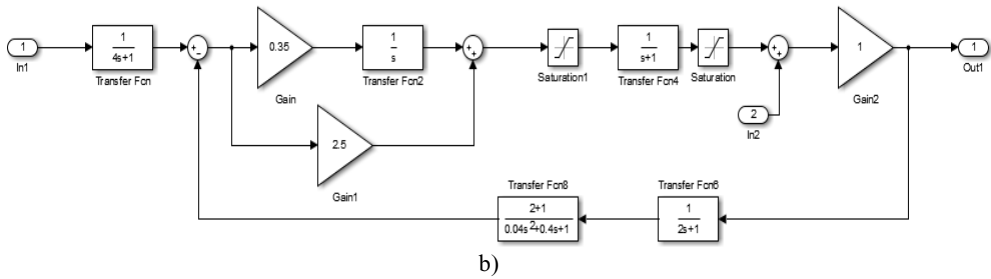 1
In1
1
4s+1
Transfer Fcn
+
-
0.35
Gain
1
s
Transfer Fcn2
+
+
2.5
Gain1
Saturation1
1
s+1
Transfer Fcn4
Saturation
+
+
2
In2
1
Gain2
1
Out1
Transfer Fcn8
2+1
0.04s²+0.4s+1
Transfer Fcn6
1
2s+1
b)